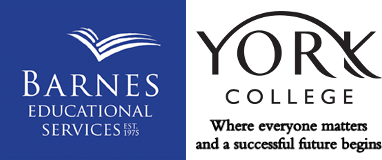 BARNES
EDUCATIONAL
SERVICES EST. 1975
YORK
COLLEGE
Where everyone matters
and a successful future begins